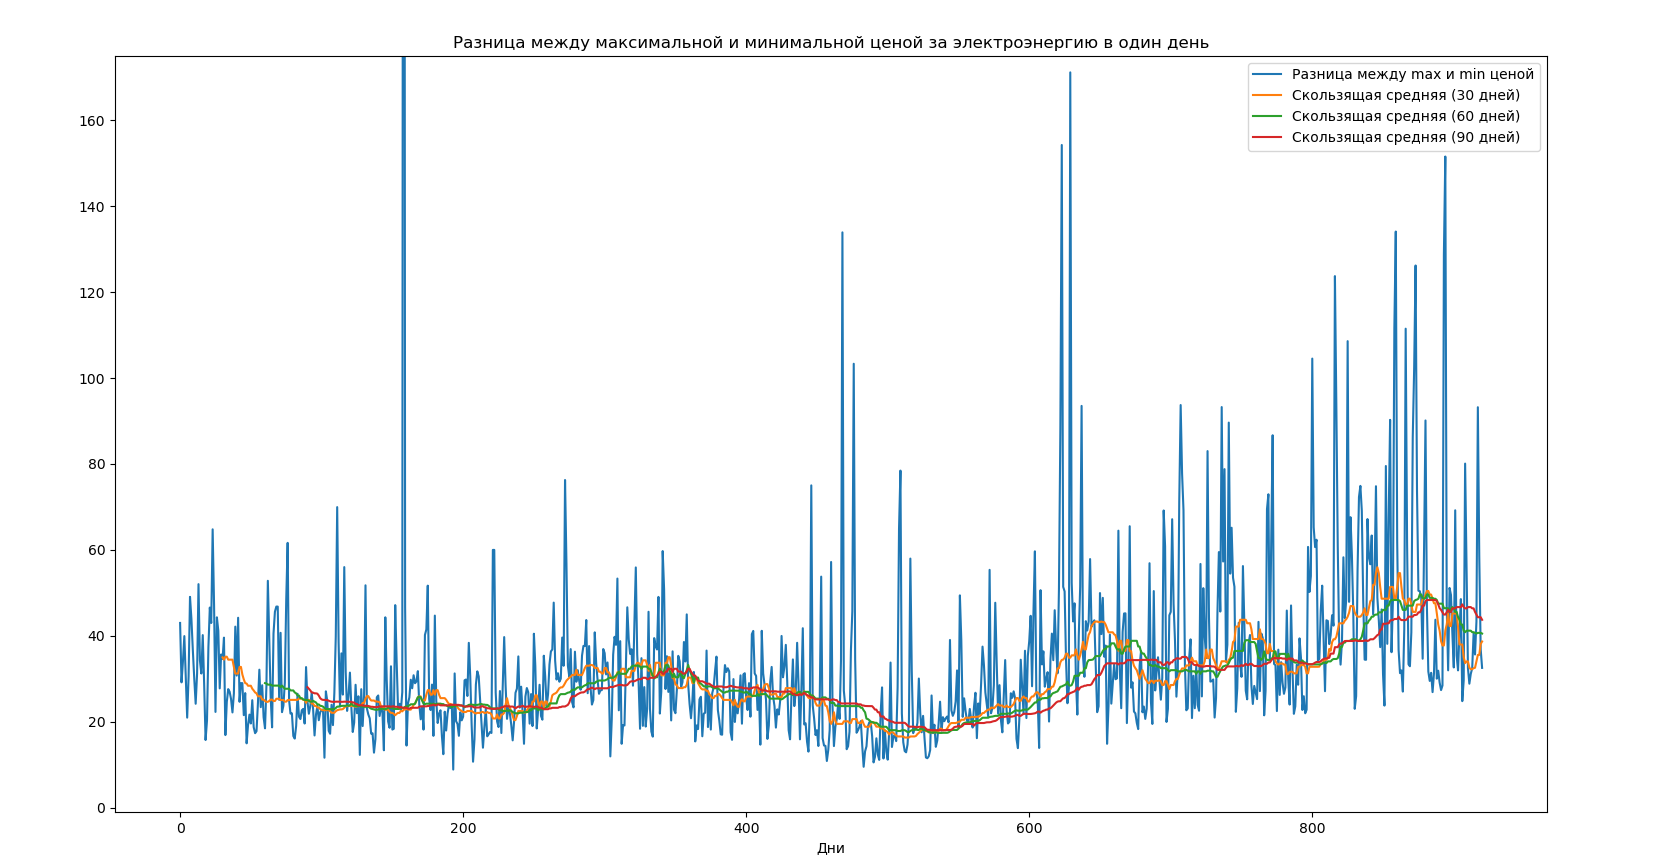 Разница между максимальной и минимальной ценой за электроэнергию в один день
Разница между max и min ценой
Скользящая средняя (30 дней)
Скользящая средняя (60 дней)
Скользящая средняя (90 дней)
160
140
120
100
80
60
40
20
0
0 200 400 600 800
Дни